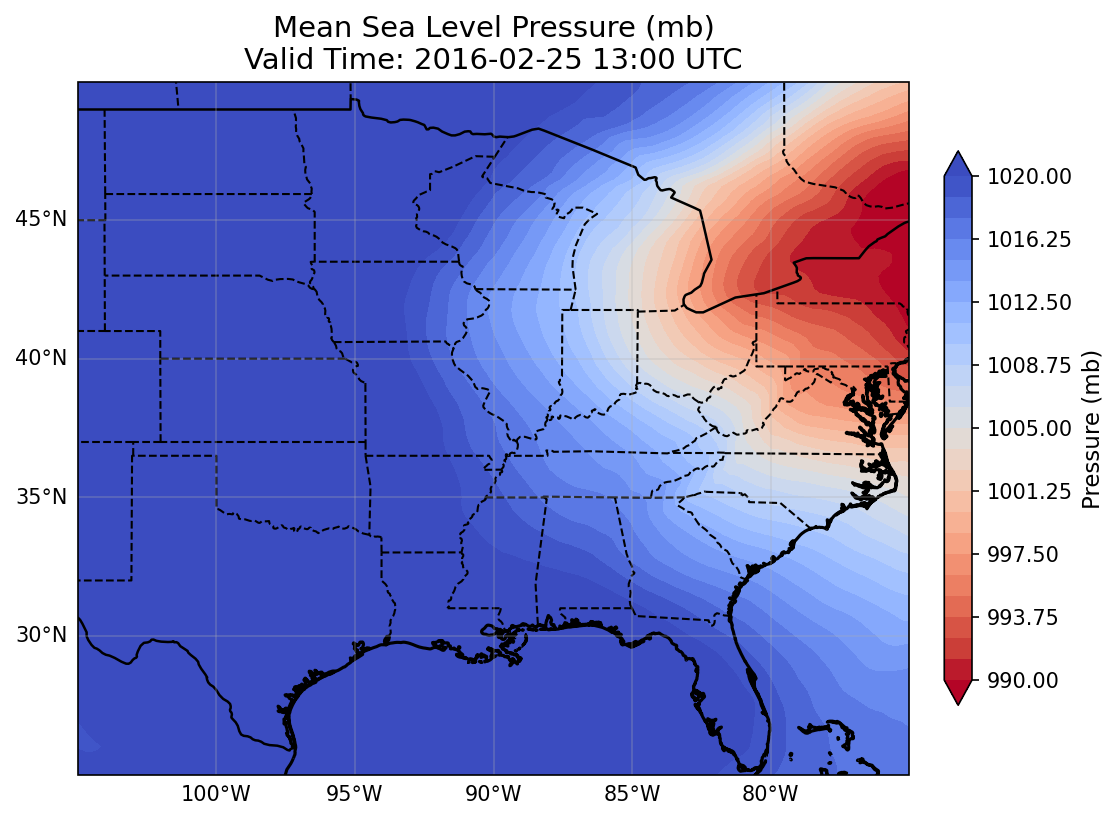 Mean Sea Level Pressure (mb)
Valid Time: 2016-02-25 13:00 UTC
45°N
40°N
35°N
30°N
100°W
95°W
90°W
85°W
80°W
1020.00
1016.25
1012.50
1008.75
1005.00
1001.25
997.50
993.75
990.00
Pressure (mb)